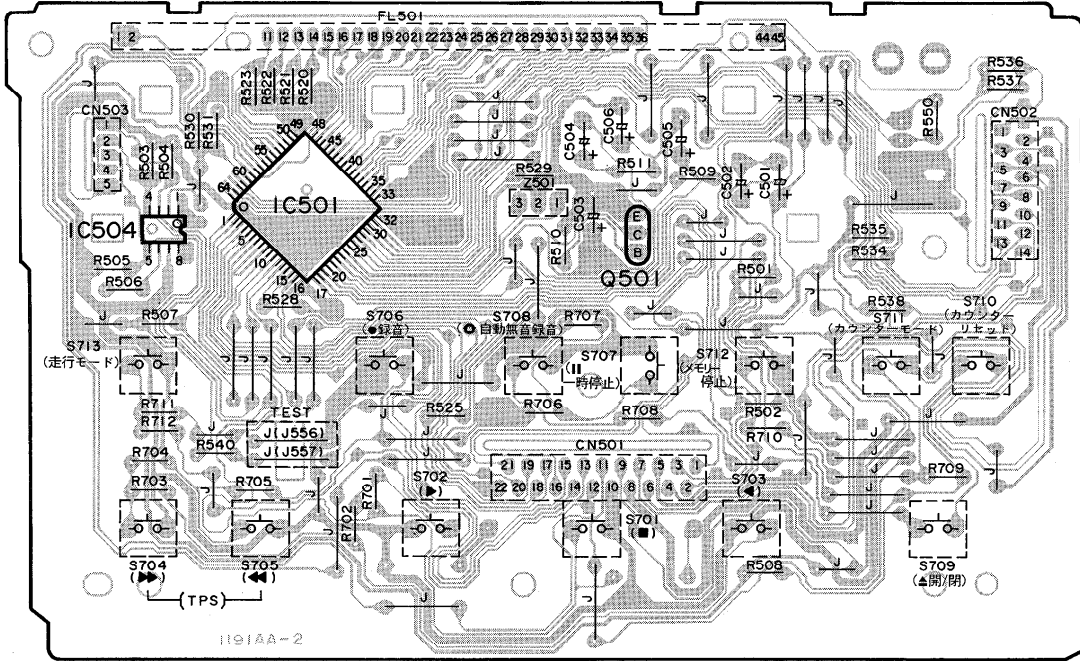 FL501
1 2 11 12 13 14 15 16 17 18 19 20 21 22 23 24 25 26 27 28 29 30 31 32 33 34 35 36 44 45
R523
R522
R521
R520
R536
R537
R550
CN503
1
2
3
4
5
R503
R504
R530
R531
CN502
1 2
3 4
5 6
7 8
9 10
11 12
13 14
50 49 48
45
55
40
60
35
64
33
IC501
1
32
30
5
25
10
20
15
16 17
IC504
4 1
5 8
C504
C506
C505
R511
R529
Z501
3 2 1
C503
R509
C502
C501
R510
E
C
B
Q501
R535
R534
R501
R505
R506
R528
R507
S713
(走行モード)
S706
(●録音)
S708
(自動無音録音)
R707
S707
(▮▮
一時停止)
S712
(メモリー
停止)
R538
S711
(カウンターモード)
S710
(カウンター
リセット)
R711
R712
R704
R540
TEST
J(J556)
J(J557)
R525
R706
R708
R502
R710
CN501
21 19 17 15 13 11 9 7 5 3 1
22 20 18 16 14 12 10 8 6 4 2
R703
R705
R701
R702
S702
(▶)
S701
(■)
S703
(◀)
R709
S704
(▶▶)
S705
(◀◀)
(TPS)
R508
S709
(▲開/閉)
1191AA-2